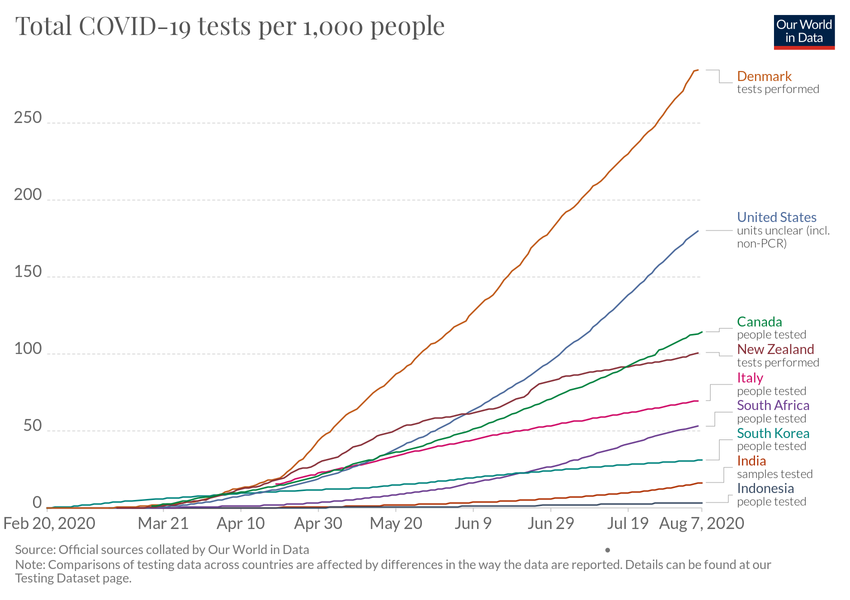 Total COVID-19 tests per 1,000 people
Our World
in Data
Denmark
tests performed
250
200
United States
units unclear (incl.
non-PCR)
150
Canada
people tested
100
New Zealand
tests performed
Italy
people tested
50
South Africa
people tested
South Korea
people tested
India
samples tested
Indonesia
people tested
0
Feb 20, 2020 Mar 21 Apr 10 Apr 30 May 20 Jun 9 Jun 29 Jul 19 Aug 7, 2020
Source: Official sources collated by Our World in Data
Note: Comparisons of testing data across countries are affected by differences in the way the data are reported. Details can be found at our
Testing Dataset page.